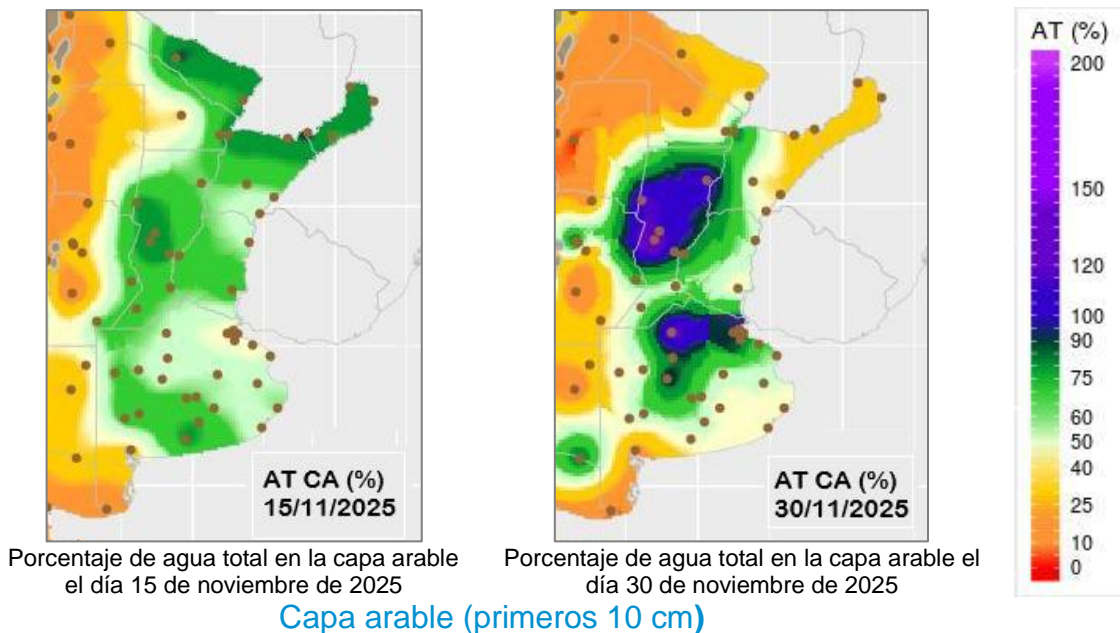 AT CA (%)
15/11/2025
AT CA (%)
30/11/2025
AT (%)
200
150
120
100
90
75
60
50
40
25
10
0
Porcentaje de agua total en la capa arable
el día 15 de noviembre de 2025
Porcentaje de agua total en la capa arable el
día 30 de noviembre de 2025
Capa arable (primeros 10 cm)